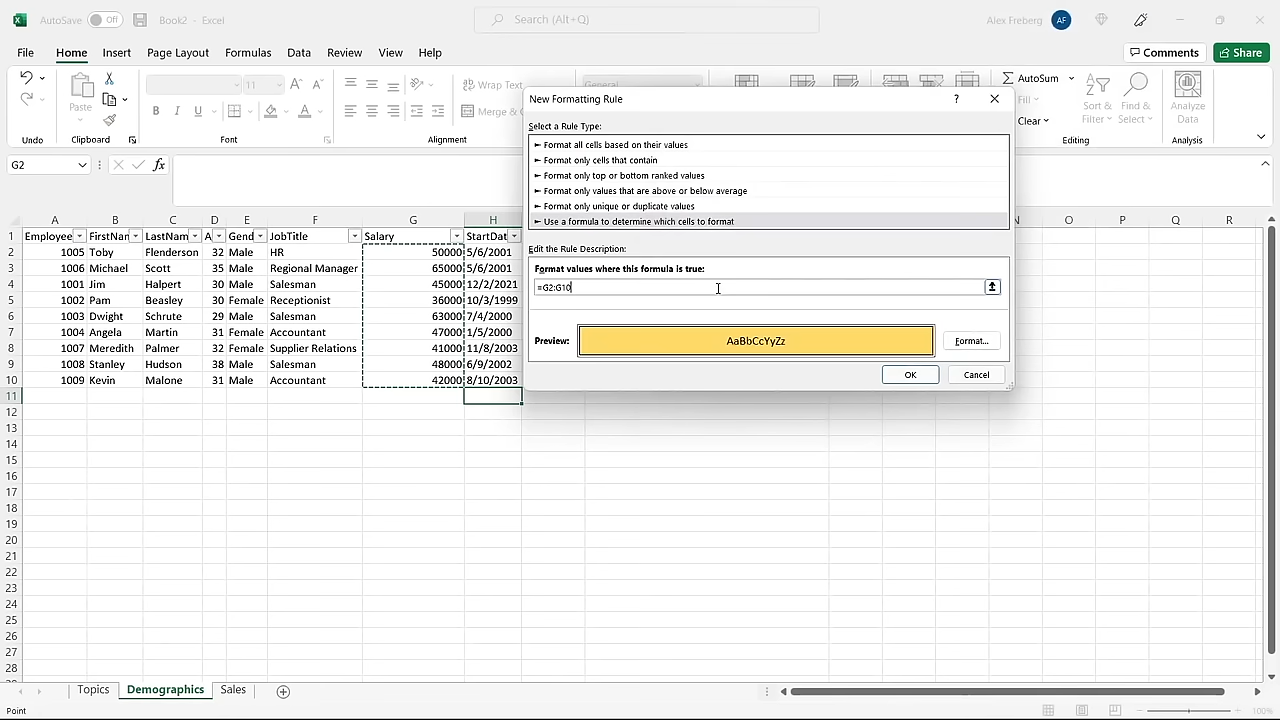 AutoSave Off Book2 - Excel Search (Alt+Q) Alex Freberg AF
File Home Insert Page Layout Formulas Data Review View Help Comments Share
Paste 11 Wrap Text General AutoSum
Merge & Fill Sort & Filter Find & Select Analyze Data
Clear
Undo Clipboard Font Alignment Editing Analysis
G2 fx
New Formatting Rule ?
Select a Rule Type:
► Format all cells based on their values
► Format only cells that contain
► Format only top or bottom ranked values
► Format only values that are above or below average
► Format only unique or duplicate values
► Use a formula to determine which cells to format
Edit the Rule Description:
Format values where this formula is true:
=G2:G10
Preview: AaBbCcYyZz Format...
OK Cancel
A B C D E F G H N O P Q R
1 Employee FirstNam LastNam A Gend JobTitle Salary StartDat
2 1005 Toby Flenderson 32 Male HR 50000 5/6/2001
3 1006 Michael Scott 35 Male Regional Manager 65000 5/6/2001
4 1001 Jim Halpert 30 Male Salesman 45000 12/2/2021
5 1002 Pam Beasley 30 Female Receptionist 36000 10/3/1999
6 1003 Dwight Schrute 29 Male Salesman 63000 7/4/2000
7 1004 Angela Martin 31 Female Accountant 47000 1/5/2000
8 1007 Meredith Palmer 32 Female Supplier Relations 41000 11/8/2003
9 1008 Stanley Hudson 38 Male Salesman 48000 6/9/2002
10 1009 Kevin Malone 31 Male Accountant 42000 8/10/2003
11
12
13
14
15
16
17
18
19
20
21
22
23
24
25
26
27
28
Topics Demographics Sales
Point 100%